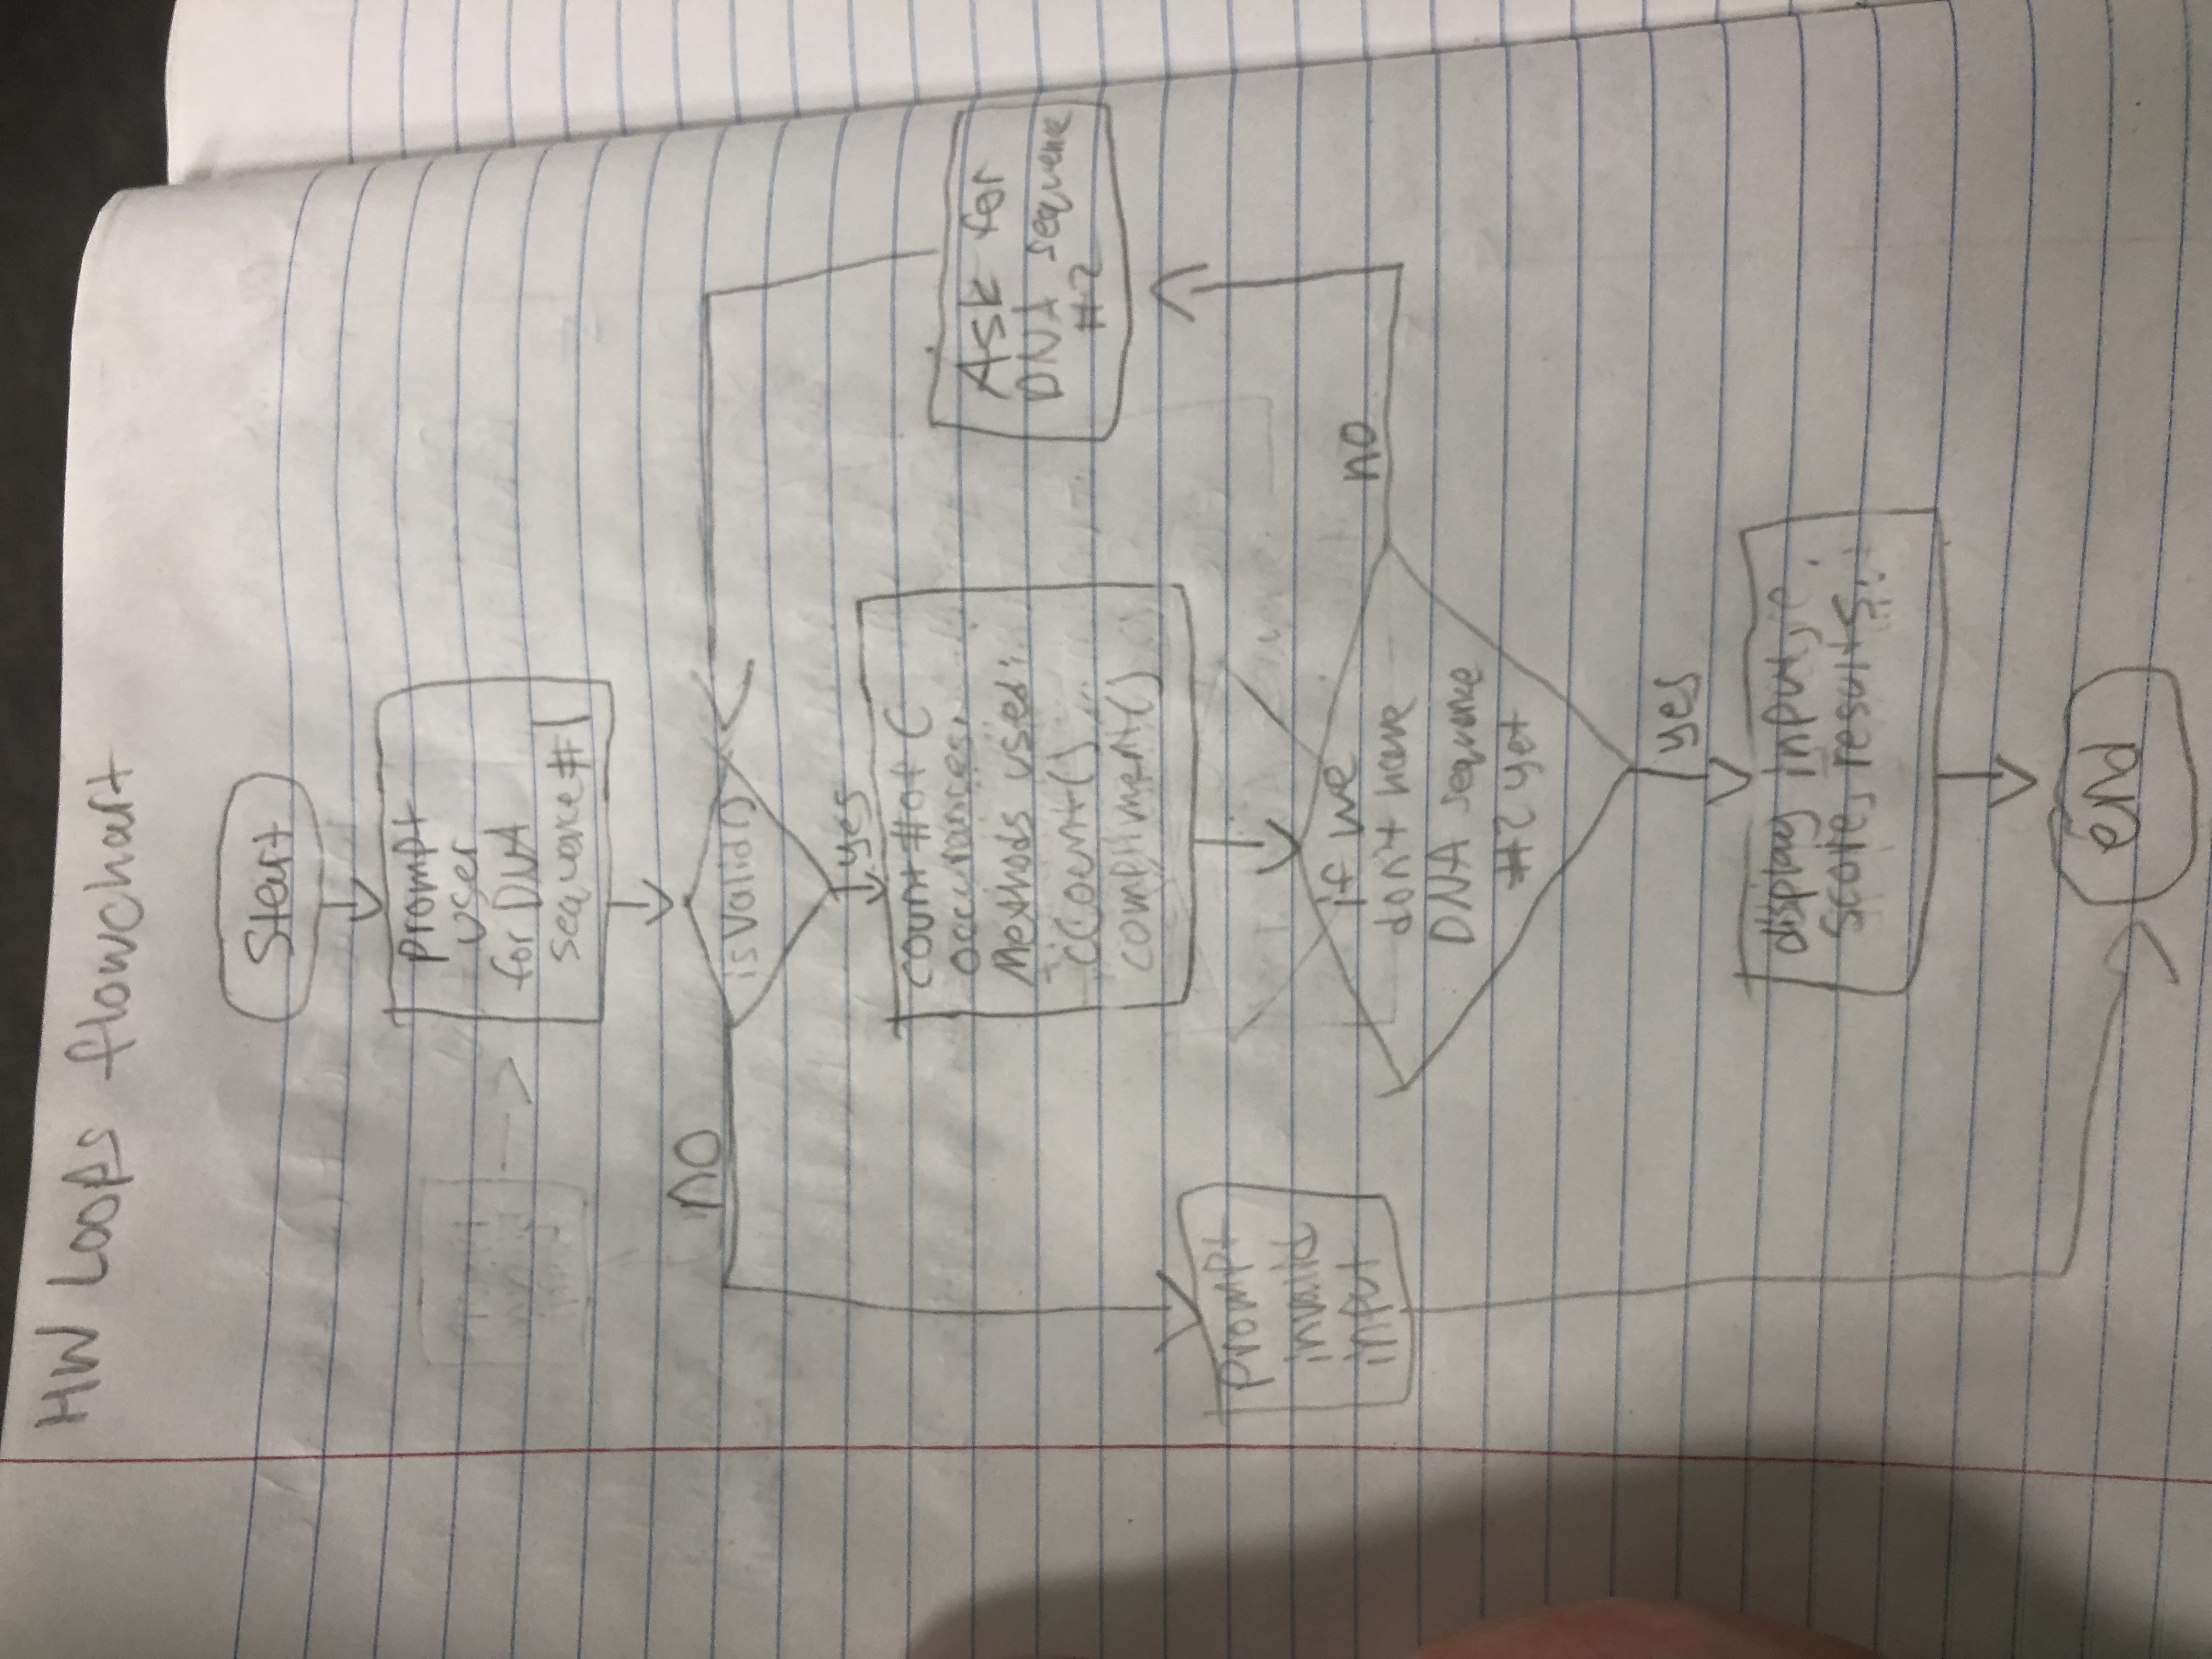 HW Loops flowchart
Start
prompt
user
for DNA
sequence #1
no
isValid()
yes
count # of C
occurances.
Methods used:
cCount()
compliment()
Ask for
DNA sequence
#2
Prompt
invalid
input
if we
don't have
DNA sequence
#2 yet
no
yes
display input,
score, results.
end